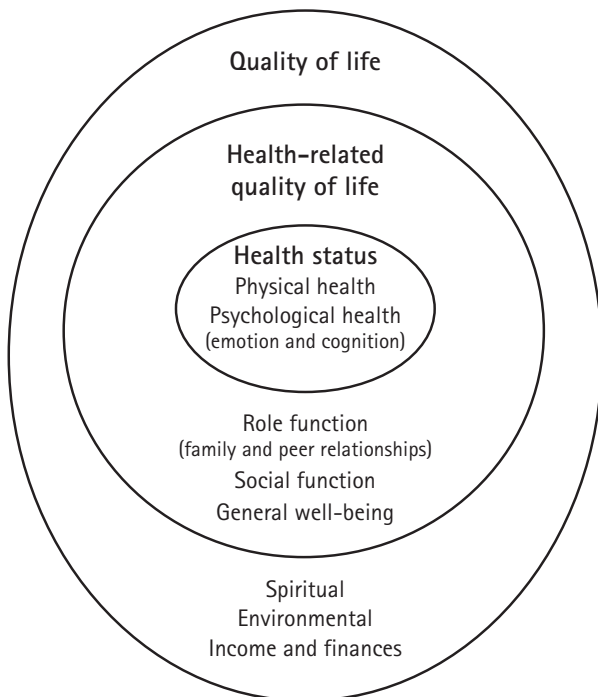 Quality of life
Health-related
quality of life
Health status
Physical health
Psychological health
(emotion and cognition)
Role function
(family and peer relationships)
Social function
General well-being
Spiritual
Environmental
Income and finances